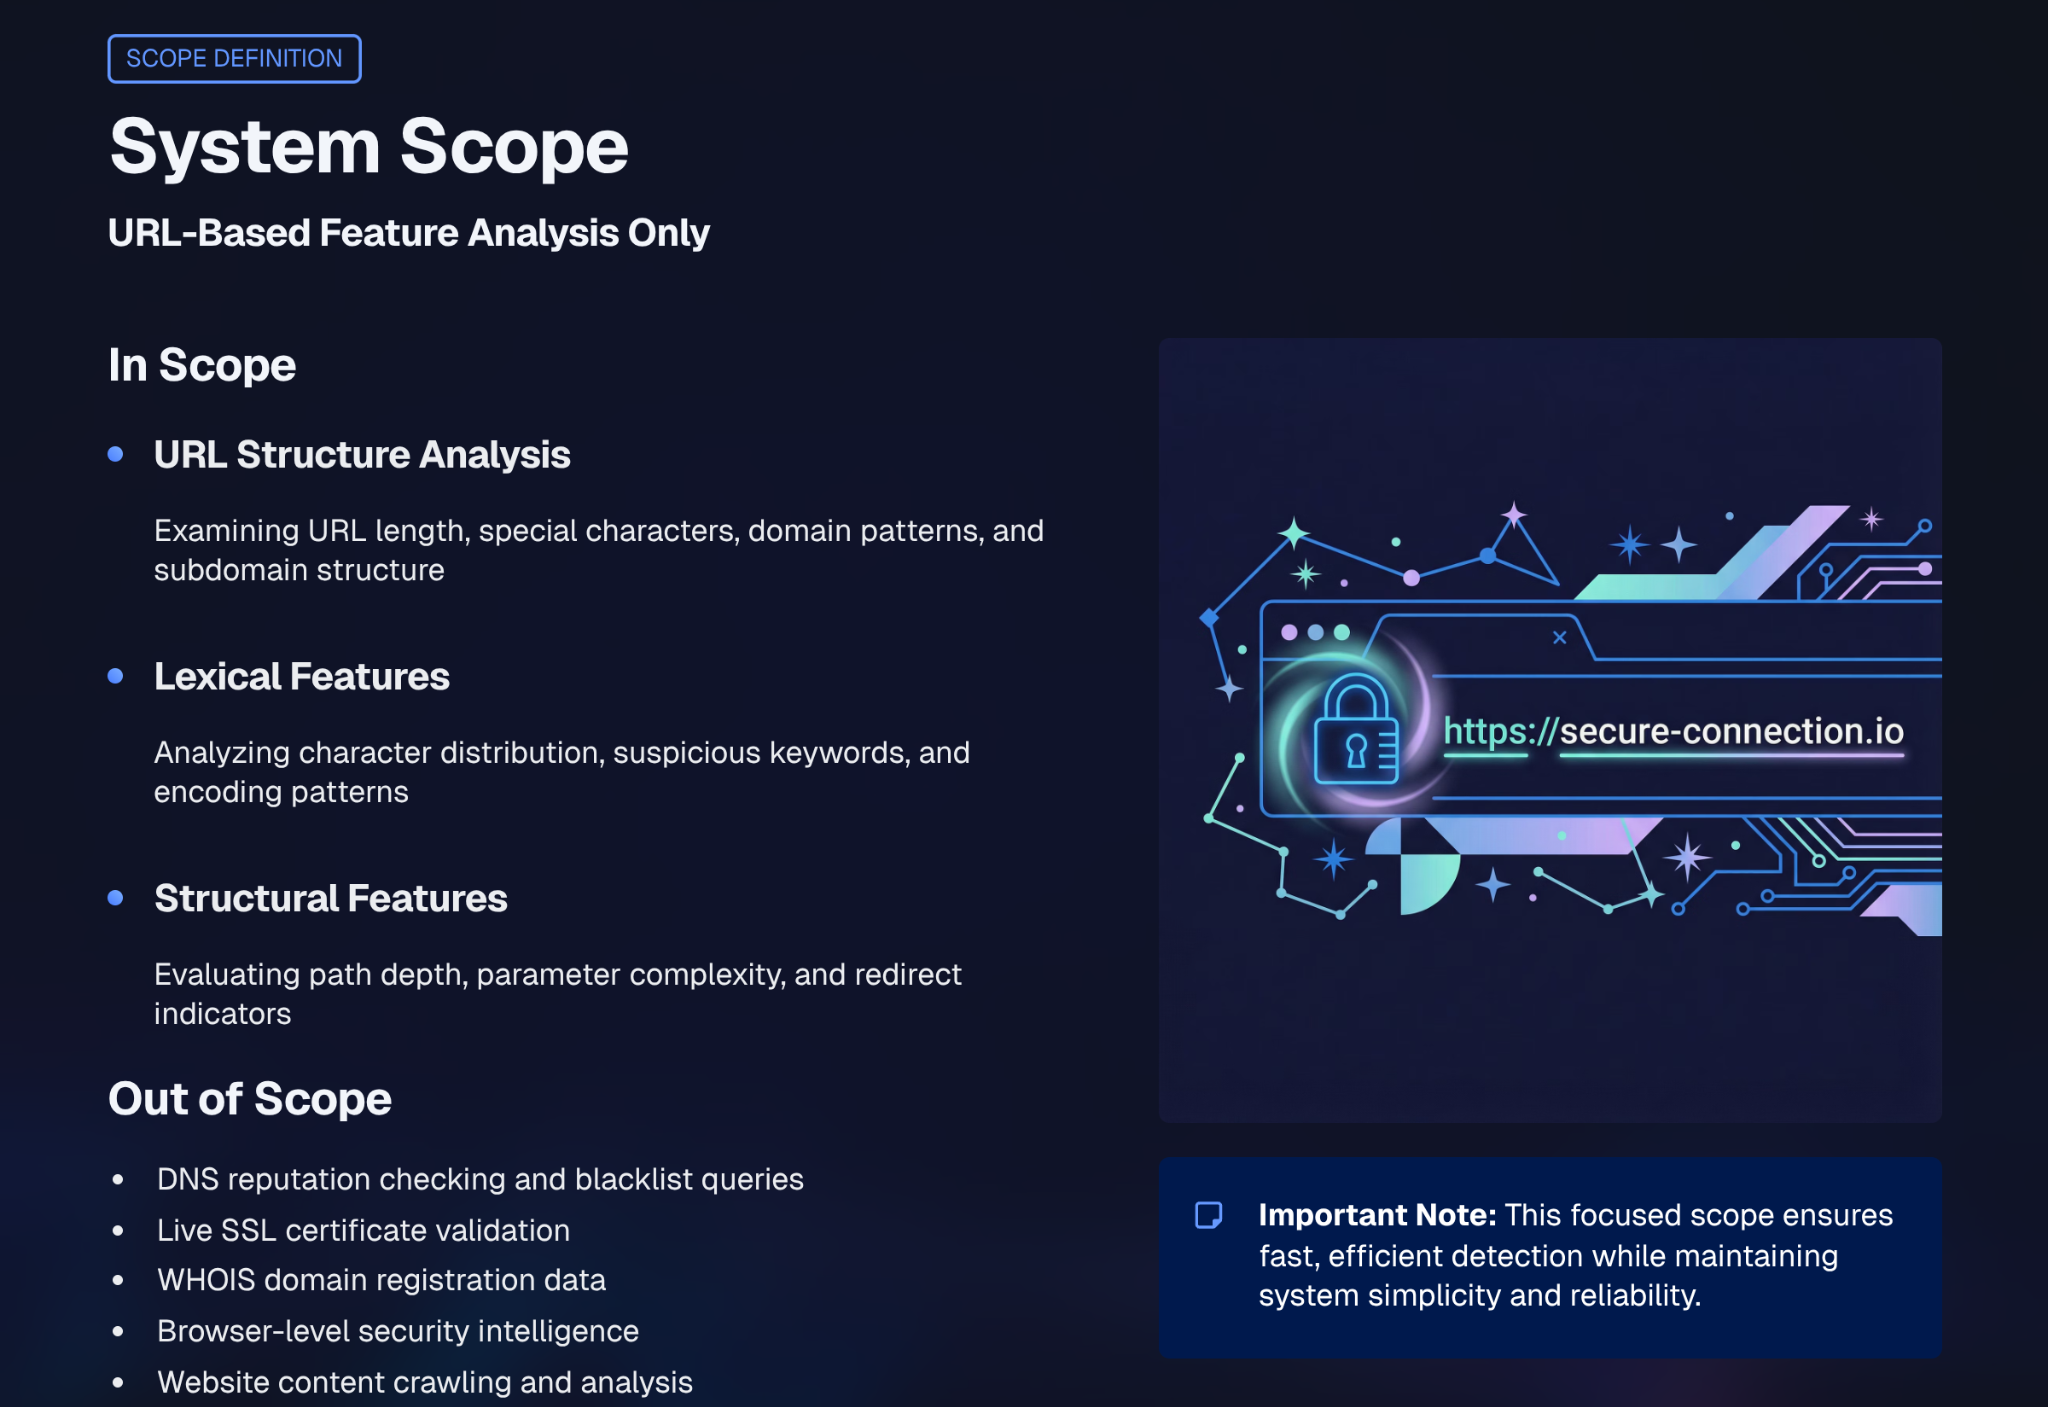 SCOPE DEFINITION
System Scope
URL-Based Feature Analysis Only
In Scope
URL Structure Analysis
Examining URL length, special characters, domain patterns, and
subdomain structure
Lexical Features
Analyzing character distribution, suspicious keywords, and
encoding patterns
Structural Features
Evaluating path depth, parameter complexity, and redirect
indicators
Out of Scope
DNS reputation checking and blacklist queries
Live SSL certificate validation
WHOIS domain registration data
Browser-level security intelligence
Website content crawling and analysis
https://secure-connection.io
Important Note: This focused scope ensures
fast, efficient detection while maintaining
system simplicity and reliability.